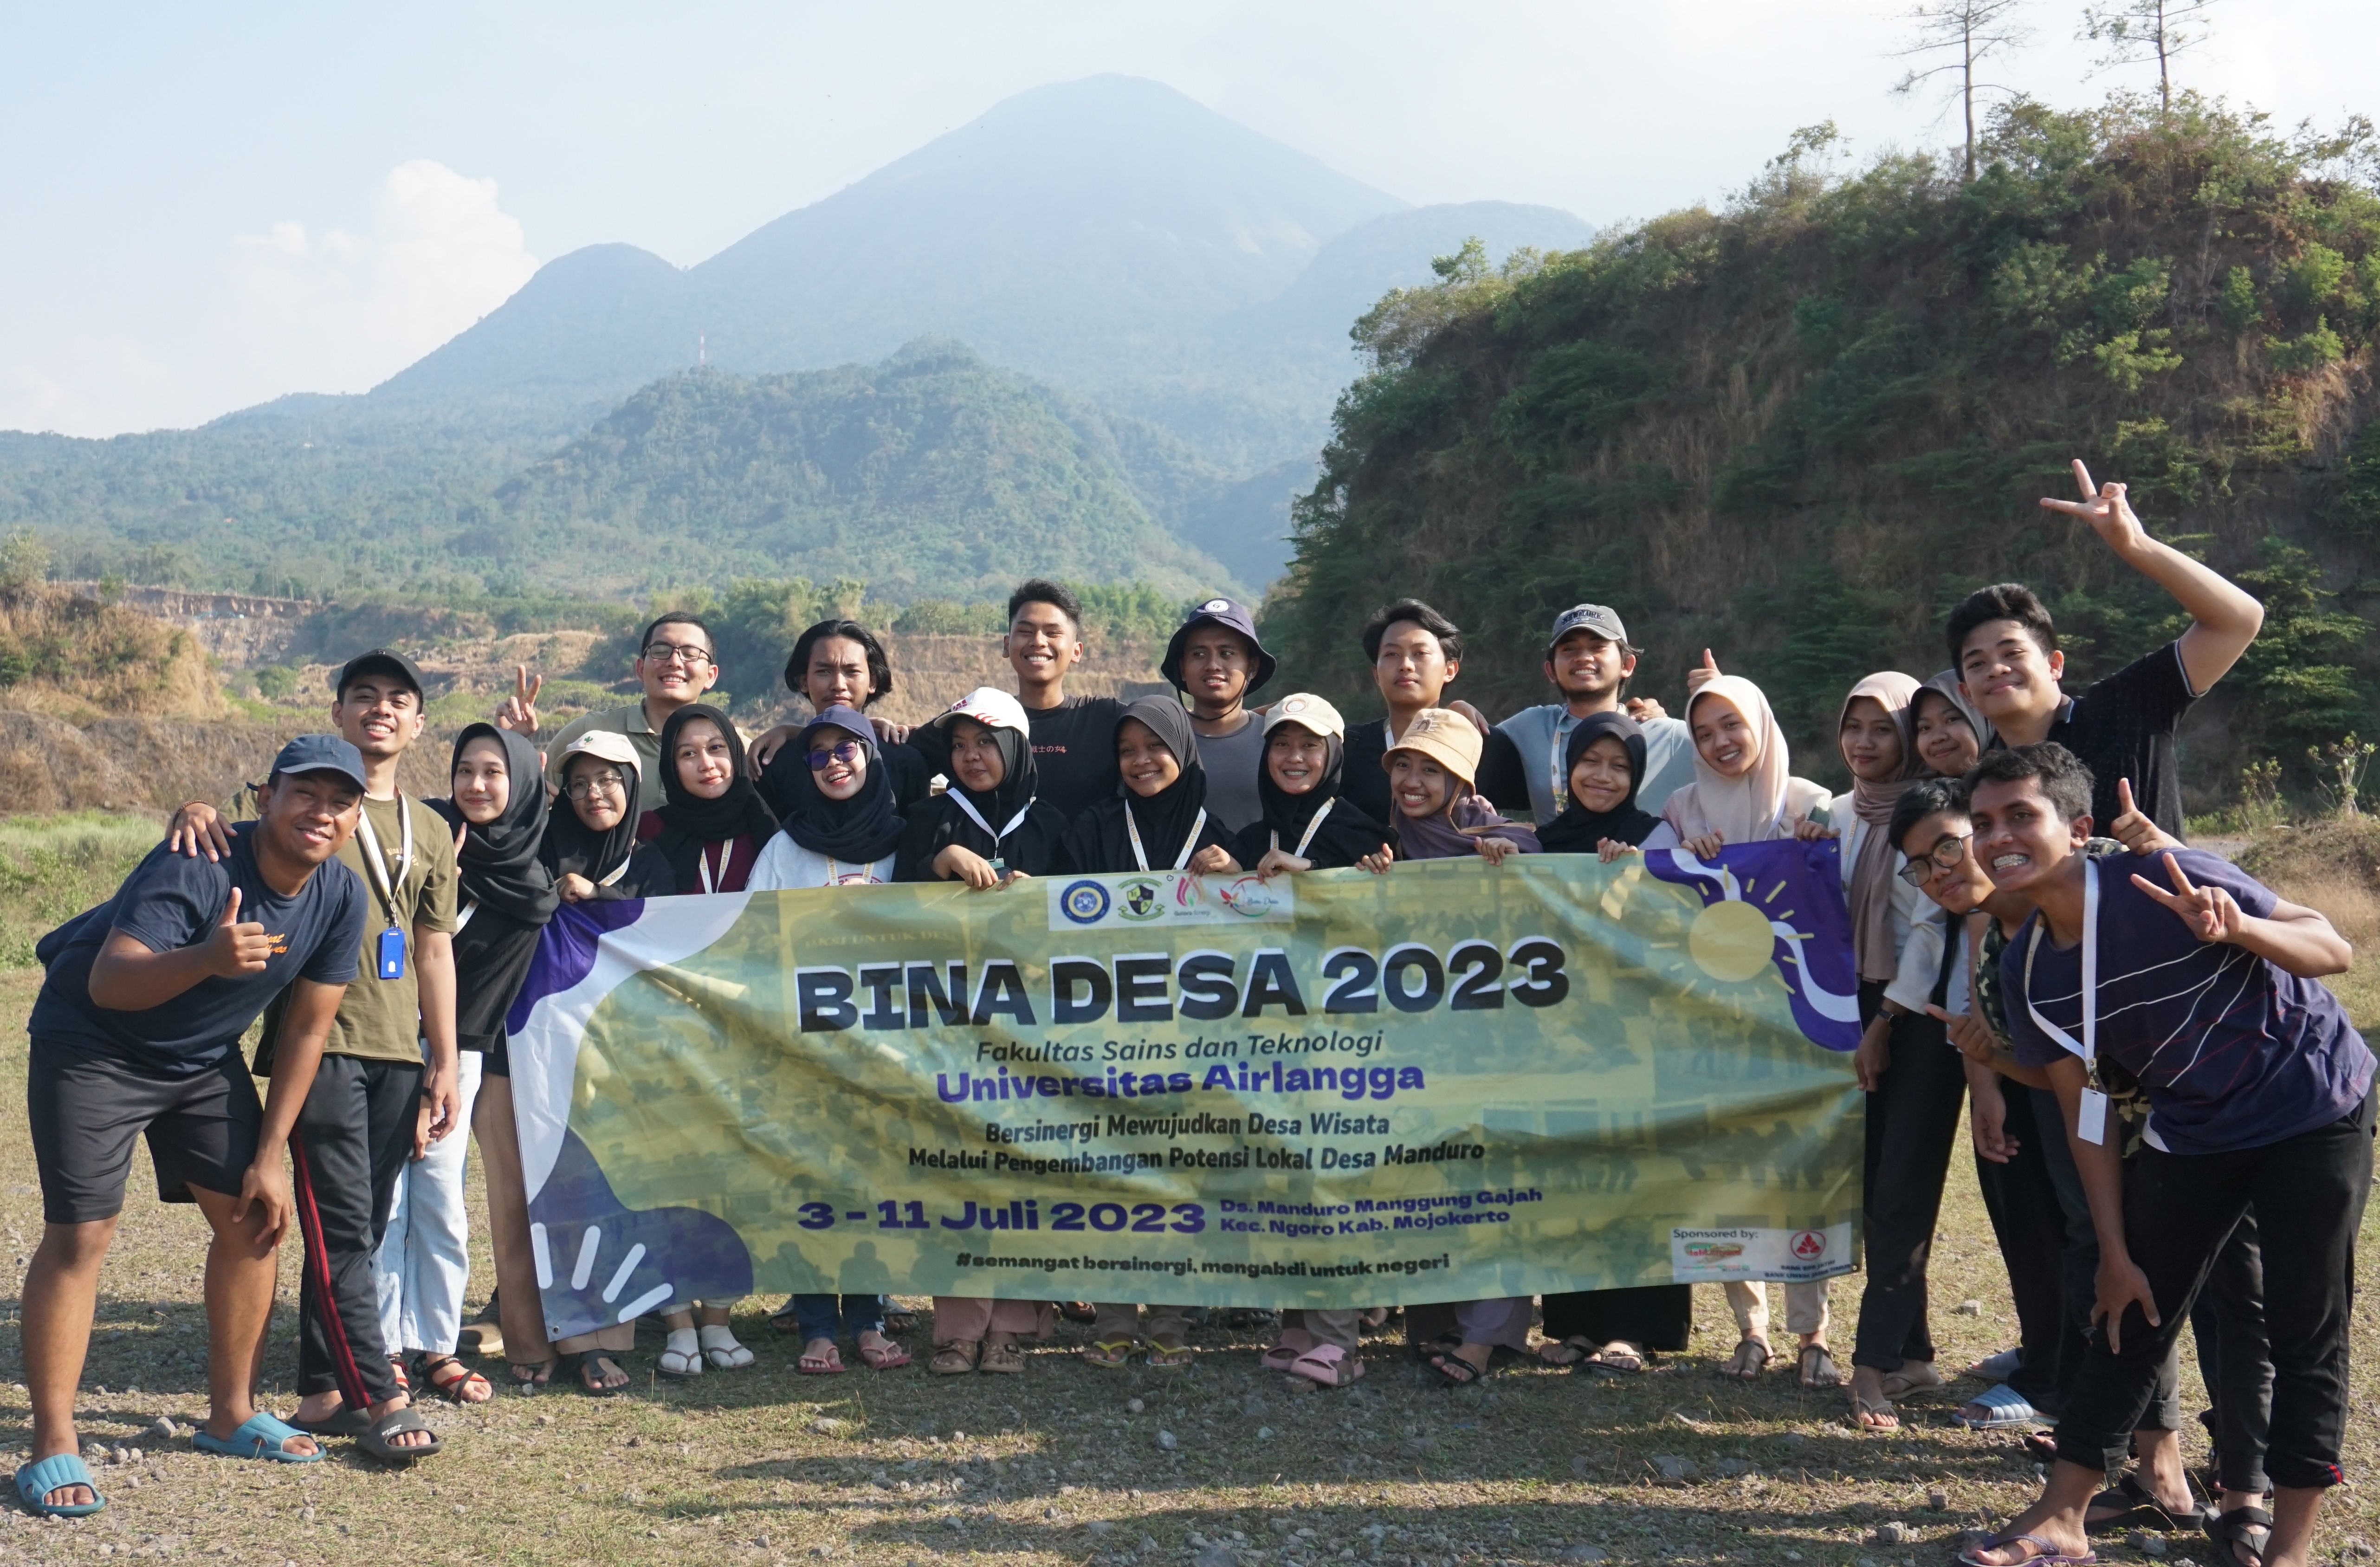 BINA DESA 2023
Fakultas Sains dan Teknologi
Universitas Airlangga
Bersinergi Mewujudkan Desa Wisata
Melalui Pengembangan Potensi Lokal Desa Manduro
3 - 11 Juli 2023
Ds. Manduro Manggung Gajah
Kec. Ngoro Kab. Mojokerto
#semangat bersinergi, mengabdi untuk negeri
Sponsored by: